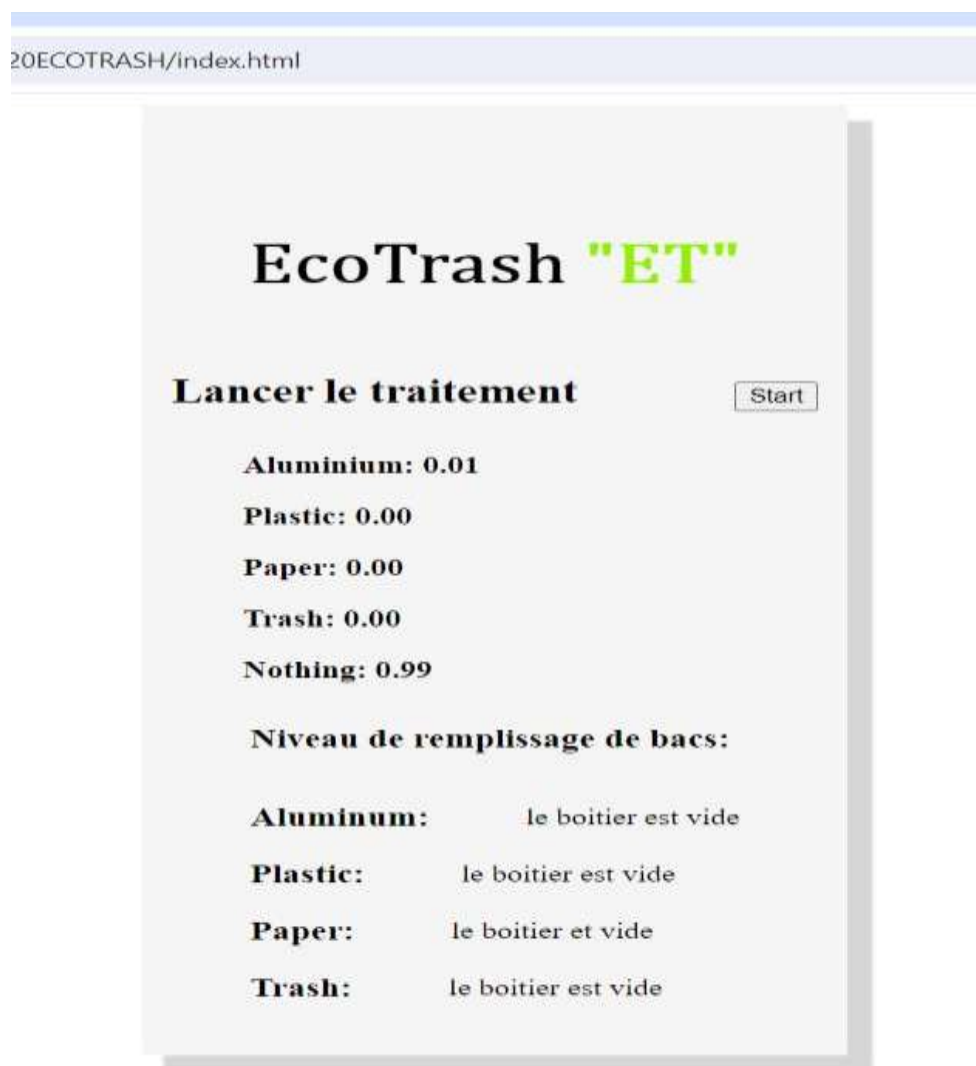 20ECOTRASH/index.html
EcoTrash "ET"
Lancer le traitement Start
Aluminium: 0.01
Plastic: 0.00
Paper: 0.00
Trash: 0.00
Nothing: 0.99
Niveau de remplissage de bacs:
Aluminum: le boitier est vide
Plastic: le boitier est vide
Paper: le boitier et vide
Trash: le boitier est vide